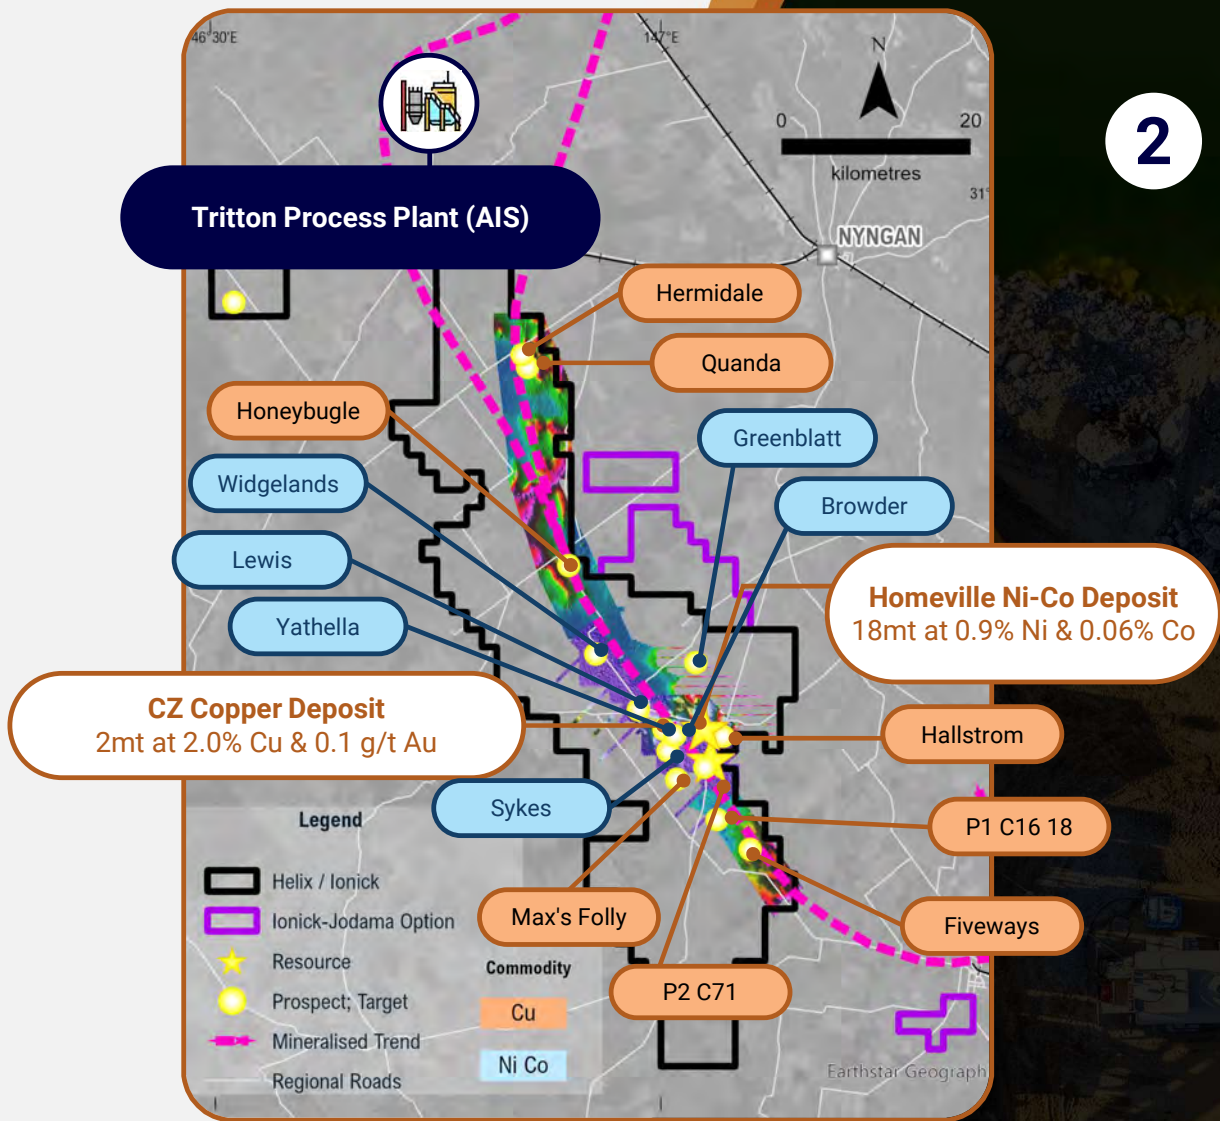 46°30'E
147°E
N
0
20
kilometres
31°
2
Tritton Process Plant (AIS)
NYNGAN
Hermidale
Quanda
Honeybugle
Greenblatt
Widgelands
Browder
Lewis
Homeville Ni-Co Deposit
18mt at 0.9% Ni & 0.06% Co
Yathella
CZ Copper Deposit
2mt at 2.0% Cu & 0.1 g/t Au
Hallstrom
Sykes
P1 C16 18
Max's Folly
Fiveways
P2 C71
Legend
Helix / Ionick
Ionick-Jodama Option
Resource
Prospect; Target
Mineralised Trend
Regional Roads
Commodity
Cu
Ni Co
Earthstar Geograph